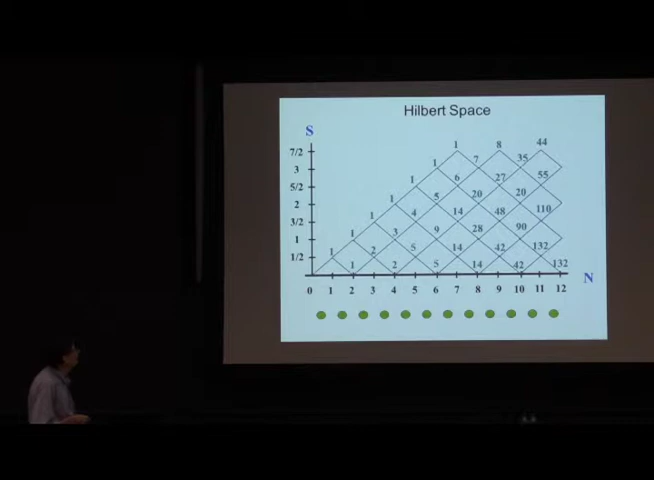 Hilbert Space
S
1 8 44
7/2
1 7 35
3
1 6 27 55
5/2
1 5 20 20
2
1 4 14 48 110
3/2
1 3 9 28 90
1
1 2 5 14 42 132
1/2
1 2 5 14 42 132
N
0 1 2 3 4 5 6 7 8 9 10 11 12